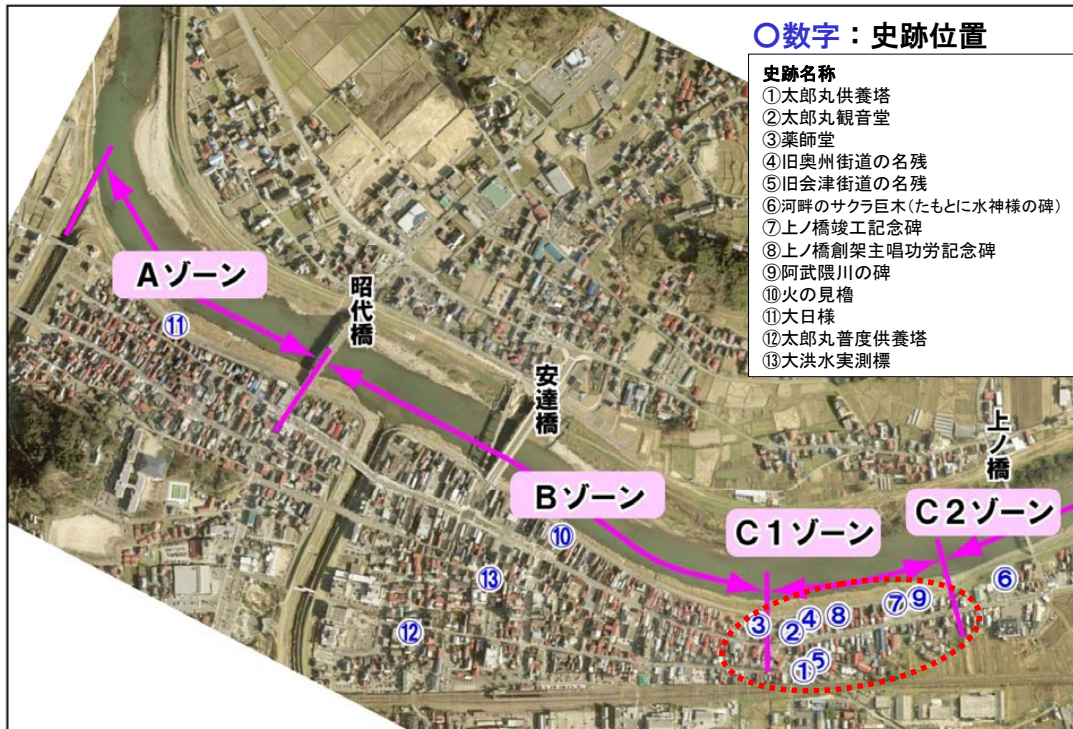 ○数字：史跡位置
史跡名称
①太郎丸供養塔
②太郎丸観音堂
③薬師堂
④旧奥州街道の名残
⑤旧会津街道の名残
⑥河畔のサクラ巨木(たもとに水神様の碑)
⑦上ノ橋竣工記念碑
⑧上ノ橋創架主唱功労記念碑
⑨阿武隈川の碑
⑩火の見櫓
⑪大日様
⑫太郎丸普度供養塔
⑬大洪水実測標
Aゾーン
昭代橋
⑪
安達橋
上ノ橋
Bゾーン
C1ゾーン
C2ゾーン
⑩
⑬
⑫
⑥
⑦
⑨
③
②
④
⑧
①
⑤